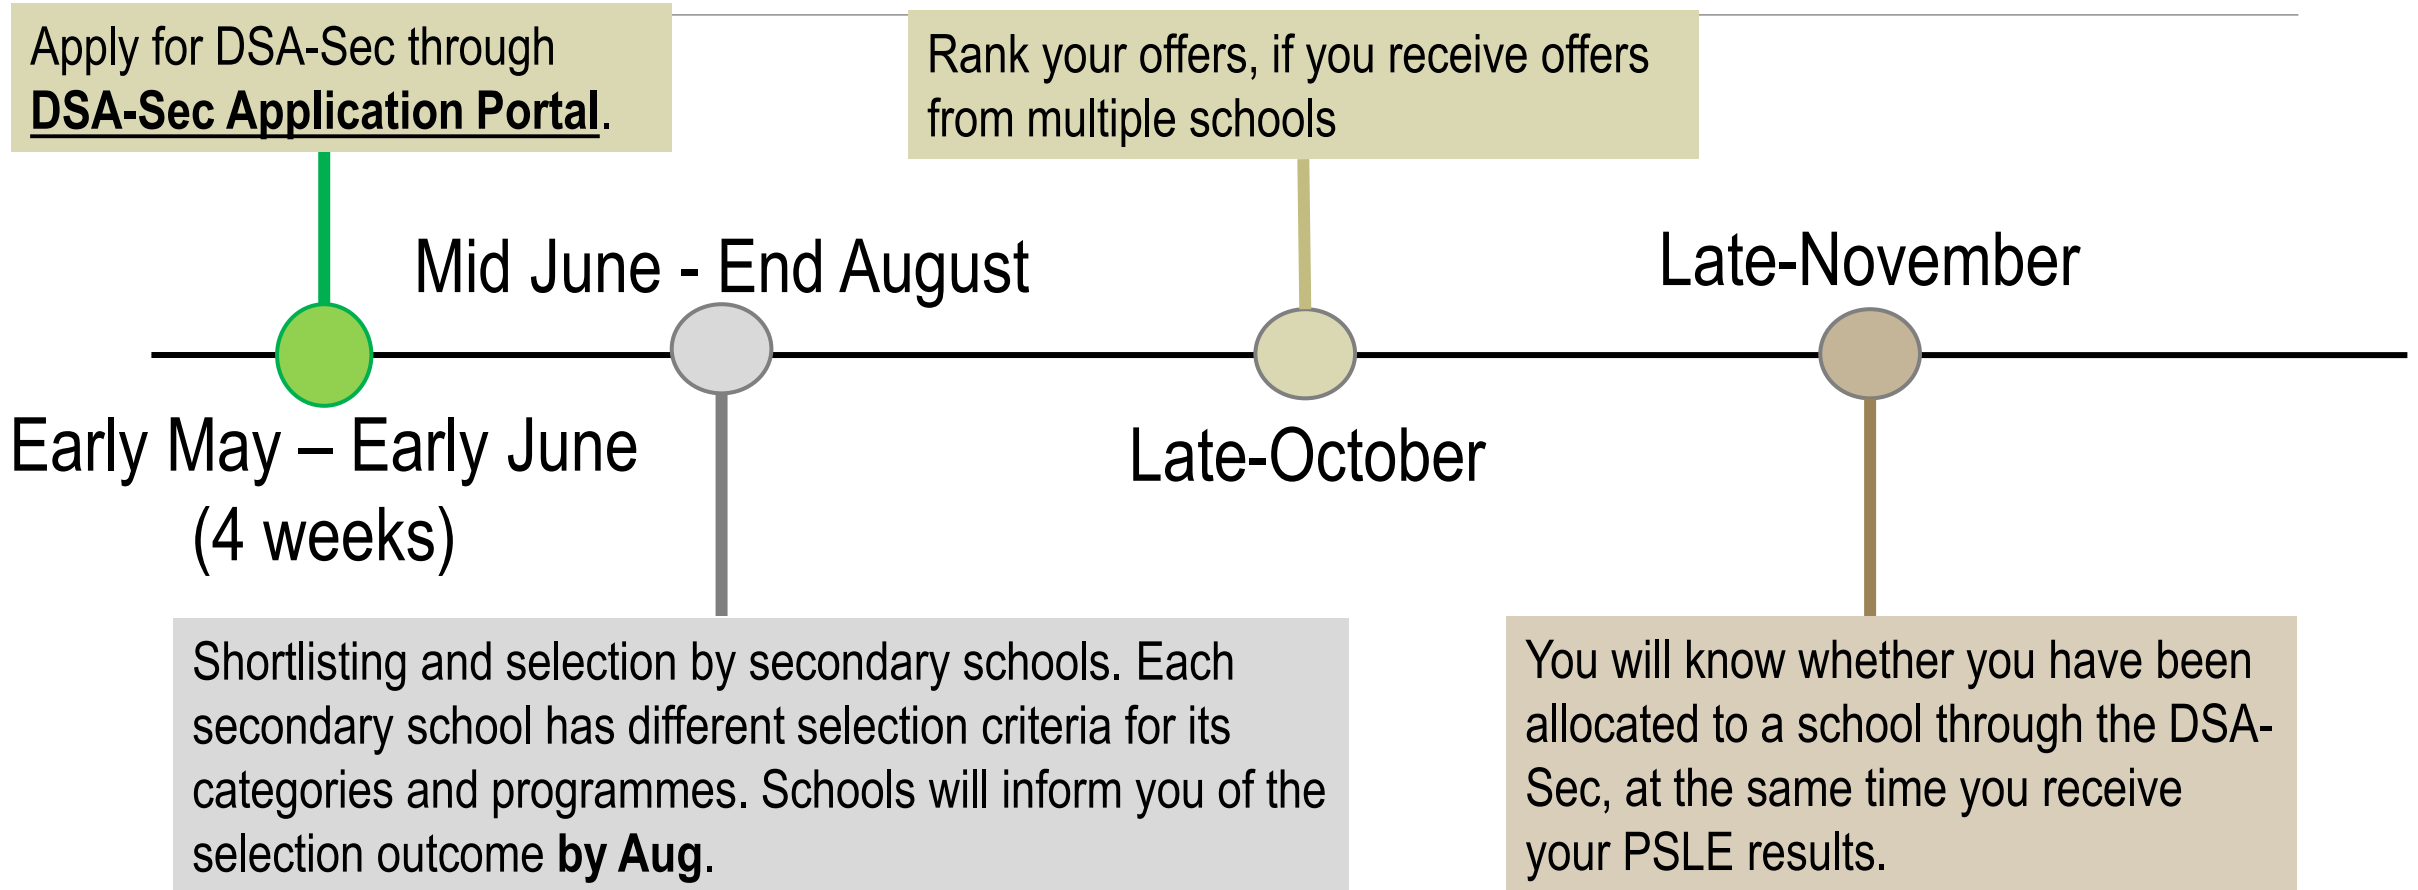 Apply for DSA-Sec through
DSA-Sec Application Portal.
Rank your offers, if you receive offers
from multiple schools
Mid June - End August
Late-November
Early May – Early June
(4 weeks)
Late-October
Shortlisting and selection by secondary schools. Each
secondary school has different selection criteria for its
categories and programmes. Schools will inform you of the
selection outcome by Aug.
You will know whether you have been
allocated to a school through the DSA-
Sec, at the same time you receive
your PSLE results.